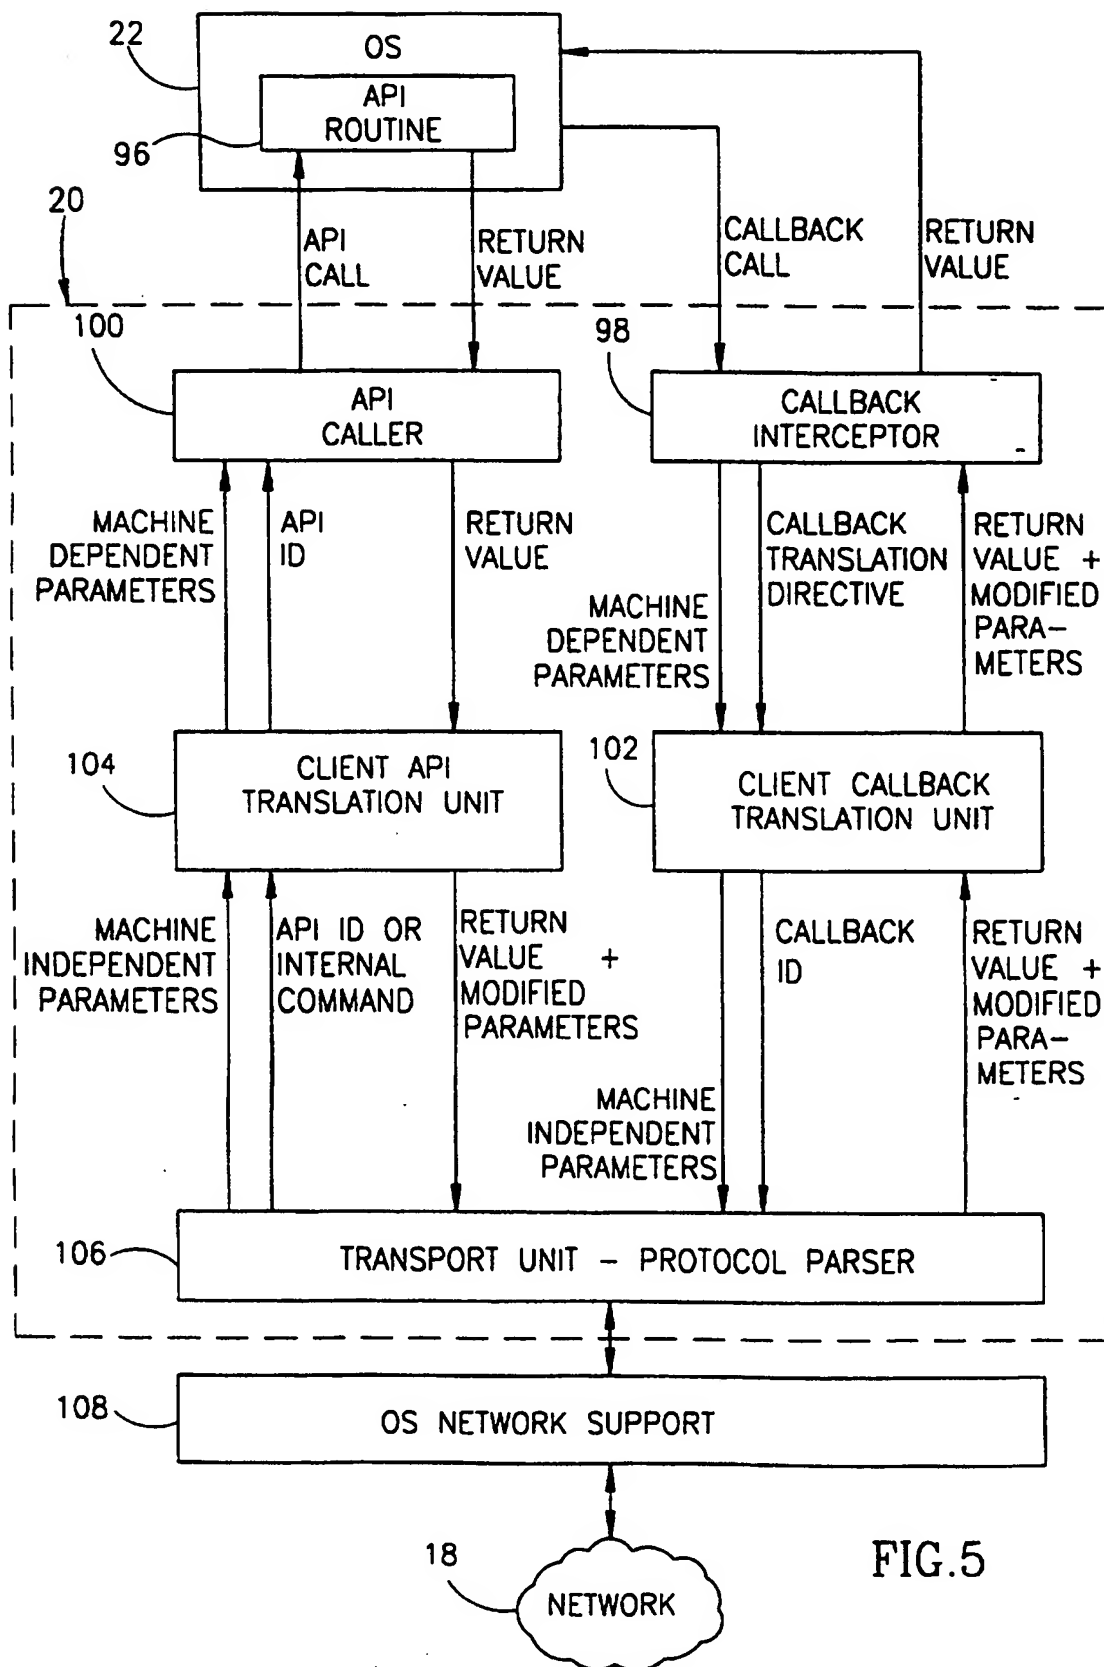 22
OS
API
ROUTINE
96
20
API
CALL
RETURN
VALUE
CALLBACK
CALL
RETURN
VALUE
100
98
API
CALLER
CALLBACK
INTERCEPTOR
MACHINE
DEPENDENT
PARAMETERS
API
ID
RETURN
VALUE
MACHINE
DEPENDENT
PARAMETERS
CALLBACK
TRANSLATION
DIRECTIVE
RETURN
VALUE +
MODIFIED
PARA-
METERS
104
CLIENT API
TRANSLATION UNIT
102
CLIENT CALLBACK
TRANSLATION UNIT
MACHINE
INDEPENDENT
PARAMETERS
API ID OR
INTERNAL
COMMAND
RETURN
VALUE +
MODIFIED
PARAMETERS
MACHINE
INDEPENDENT
PARAMETERS
CALLBACK
ID
RETURN
VALUE +
MODIFIED
PARA-
METERS
106
TRANSPORT UNIT - PROTOCOL PARSER
108
OS NETWORK SUPPORT
18
NETWORK
FIG.5